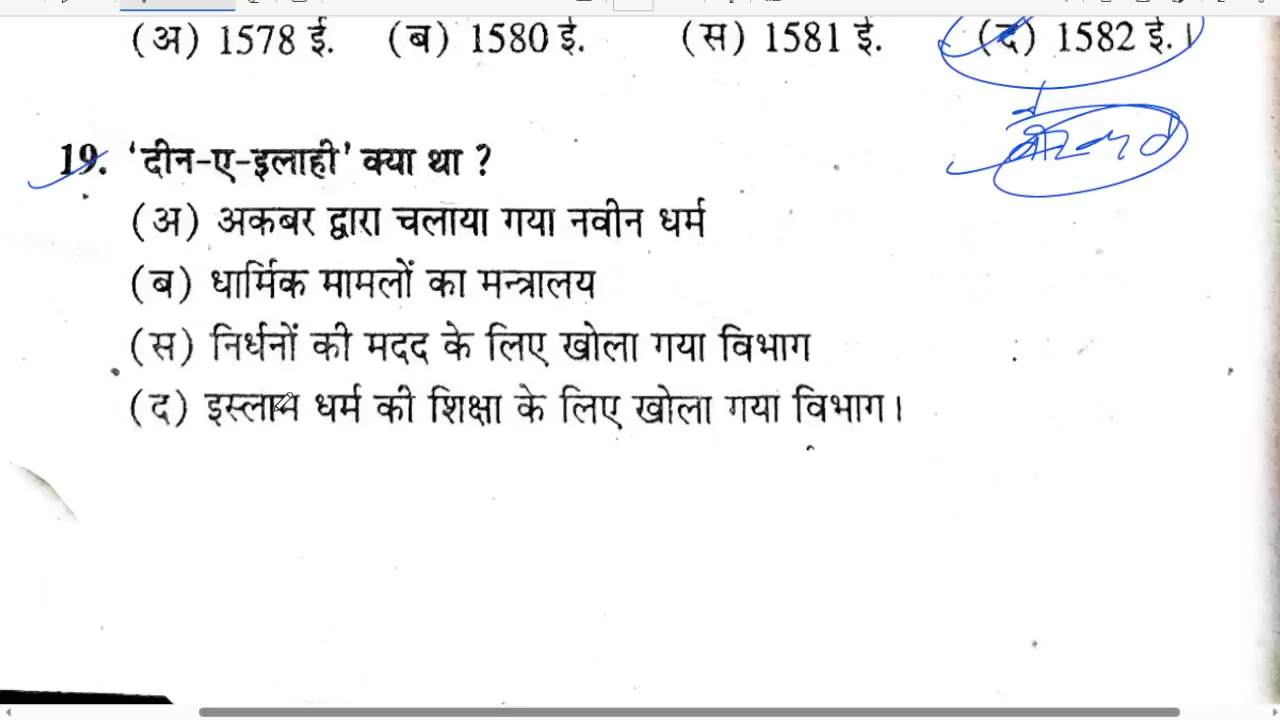 (अ) 1578 ई. (ब) 1580 ई. (स) 1581 ई. (द) 1582 ई.।
19. ‘दीन-ए-इलाही’ क्या था ?
(अ) अकबर द्वारा चलाया गया नवीन धर्म
(ब) धार्मिक मामलों का मन्त्रालय
(स) निर्धनों की मदद के लिए खोला गया विभाग
(द) इस्लाम धर्म की शिक्षा के लिए खोला गया विभाग।